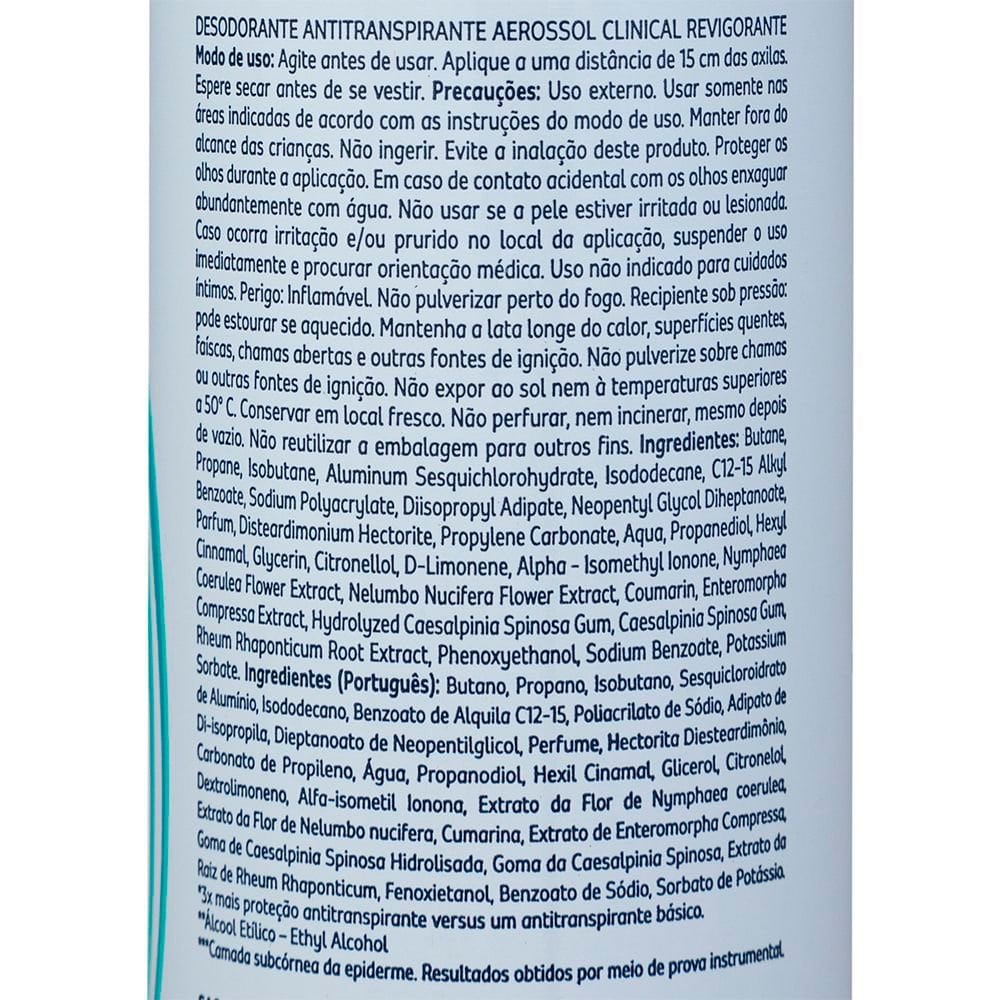 DESODORANTE ANTITRANSPIRANTE AEROSSOL CLINICAL REVIGORANTE
Modo de uso: Agite antes de usar. Aplique a uma distância de 15 cm das axilas.
Espere secar antes de se vestir. Precauções: Uso externo. Usar somente nas
áreas indicadas de acordo com as instruções do modo de uso. Manter fora do
alcance das crianças. Não ingerir. Evite a inalação deste produto. Proteger os
olhos durante a aplicação. Em caso de contato acidental com os olhos enxaguar
abundantemente com água. Não usar se a pele estiver irritada ou lesionada.
Caso ocorra irritação e/ou prurido no local da aplicação, suspender o uso
imediatamente e procurar orientação médica. Uso não indicado para cuidados
íntimos. Perigo: Inflamável. Não pulverizar perto do fogo. Recipiente sob pressão:
pode estourar se aquecido. Mantenha a lata longe do calor, superfícies quentes,
faíscas, chamas abertas e outras fontes de ignição. Não pulverize sobre chamas
ou outras fontes de ignição. Não expor ao sol nem à temperaturas superiores
a 50° C. Conservar em local fresco. Não perfurar, nem incinerar, mesmo depois
de vazio. Não reutilizar a embalagem para outros fins. Ingredientes: Butane,
Propane, Isobutane, Aluminum Sesquichlorohydrate, Isododecane, C12-15 Alkyl
Benzoate, Sodium Polyacrylate, Diisopropyl Adipate, Neopentyl Glycol Diheptanoate,
Parfum, Disteardimonium Hectorite, Propylene Carbonate, Aqua, Propanediol, Hexyl
Cinnamal, Glycerin, Citronellol, D-Limonene, Alpha - Isomethyl Ionone, Nymphaea
Coerulea Flower Extract, Nelumbo Nucifera Flower Extract, Coumarin, Enteromorpha
Compressa Extract, Hydrolyzed Caesalpinia Spinosa Gum, Caesalpinia Spinosa Gum,
Rheum Rhaponticum Root Extract, Phenoxyethanol, Sodium Benzoate, Potassium
Sorbate. Ingredientes (Português): Butano, Propano, Isobutano, Sesquicloroidrato
de Alumínio, Isododecano, Benzoato de Alquila C12-15, Poliacrilato de Sódio, Adipato de
Di-isopropila, Dieptanoato de Neopentilglicol, Perfume, Hectorita Diesteardimônio,
Carbonato de Propileno, Água, Propanodiol, Hexil Cinamal, Glicerol, Citronelol,
Dextrolimoneno, Alfa-isometil Ionona, Extrato da Flor de Nymphaea coerulea,
Extrato da Flor de Nelumbo nucifera, Cumarina, Extrato de Enteromorpha Compressa,
Goma de Caesalpinia Spinosa Hidrolisada, Goma da Caesalpinia Spinosa, Extrato da
Raiz de Rheum Rhaponticum, Fenoxietanol, Benzoato de Sódio, Sorbato de Potássio.
*3x mais proteção antitranspirante versus um antitranspirante básico.
**Álcool Etílico – Ethyl Alcohol
***Camada subcórnea da epiderme. Resultados obtidos por meio de prova instrumental.